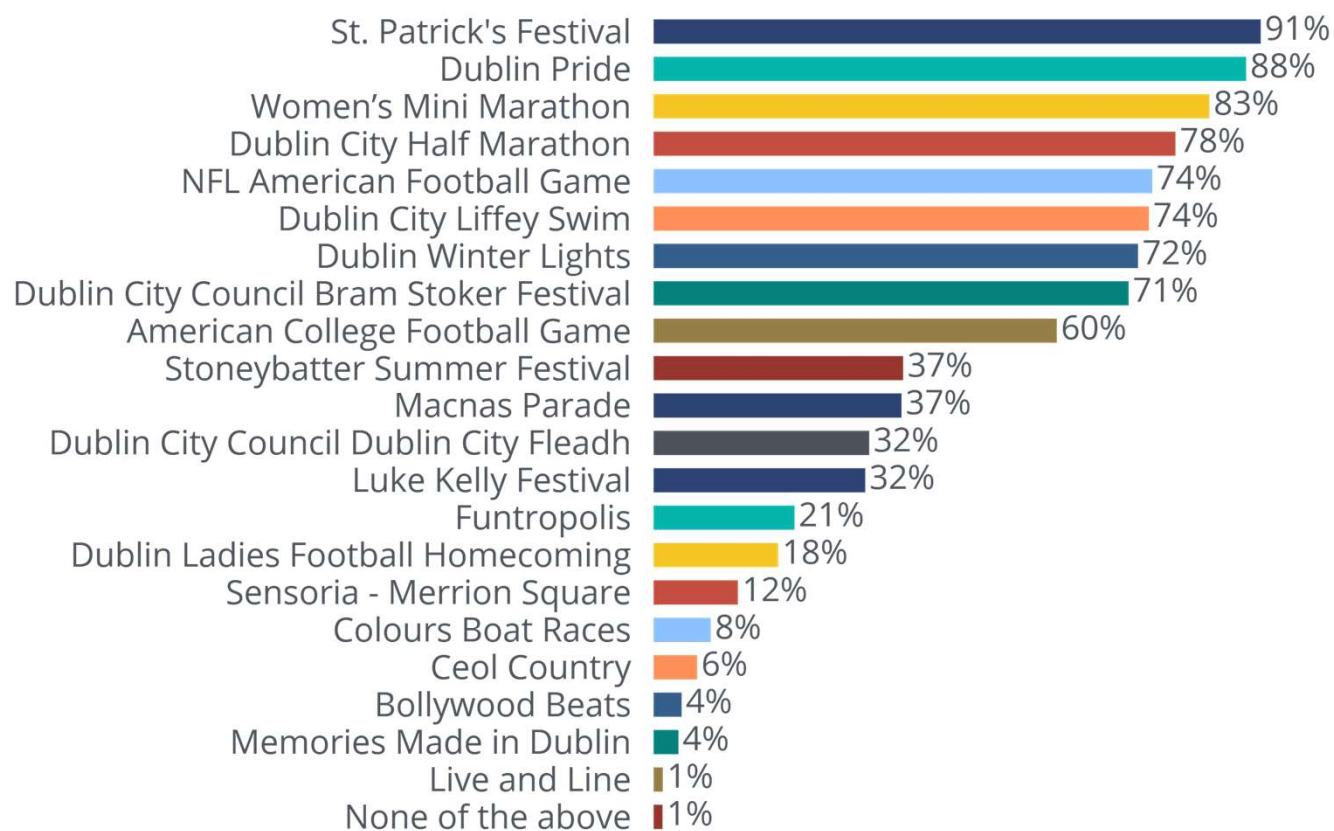 St. Patrick's Festival 91%
Dublin Pride 88%
Women’s Mini Marathon 83%
Dublin City Half Marathon 78%
NFL American Football Game 74%
Dublin City Liffey Swim 74%
Dublin Winter Lights 72%
Dublin City Council Bram Stoker Festival 71%
American College Football Game 60%
Stoneybatter Summer Festival 37%
Macnas Parade 37%
Dublin City Council Dublin City Fleadh 32%
Luke Kelly Festival 32%
Funtropolis 21%
Dublin Ladies Football Homecoming 18%
Sensoria - Merrion Square 12%
Colours Boat Races 8%
Ceol Country 6%
Bollywood Beats 4%
Memories Made in Dublin 4%
Live and Line 1%
None of the above 1%